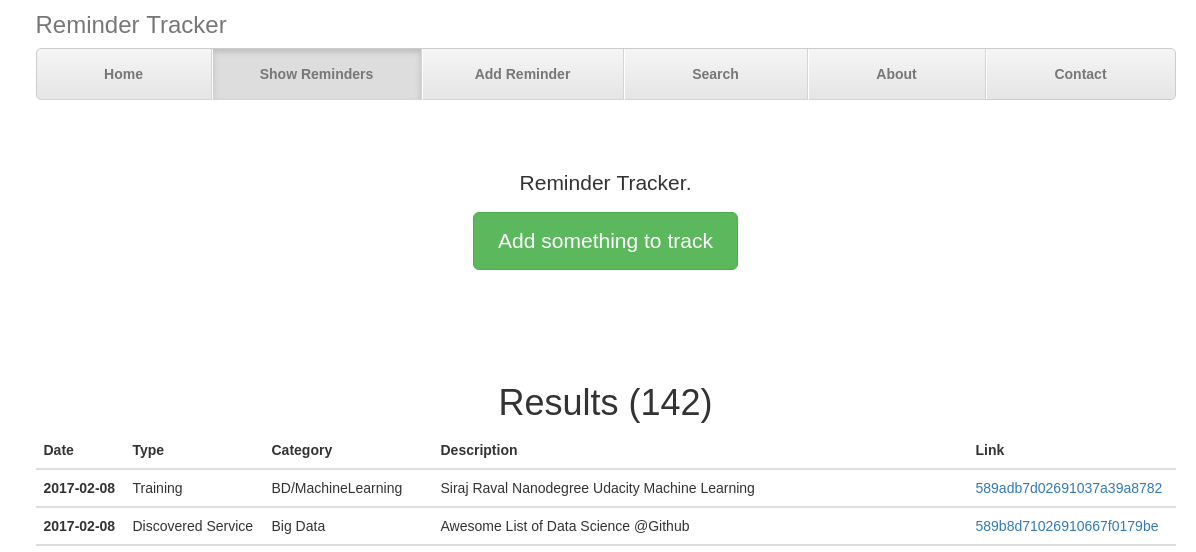 Reminder Tracker
Home Show Reminders Add Reminder Search About Contact
Reminder Tracker.
Add something to track
Results (142)
Date Type Category Description Link
2017-02-08 Training BD/MachineLearning Siraj Raval Nanodegree Udacity Machine Learning 589adb7d02691037a39a8782
2017-02-08 Discovered Service Big Data Awesome List of Data Science @Github 589b8d71026910667f0179be